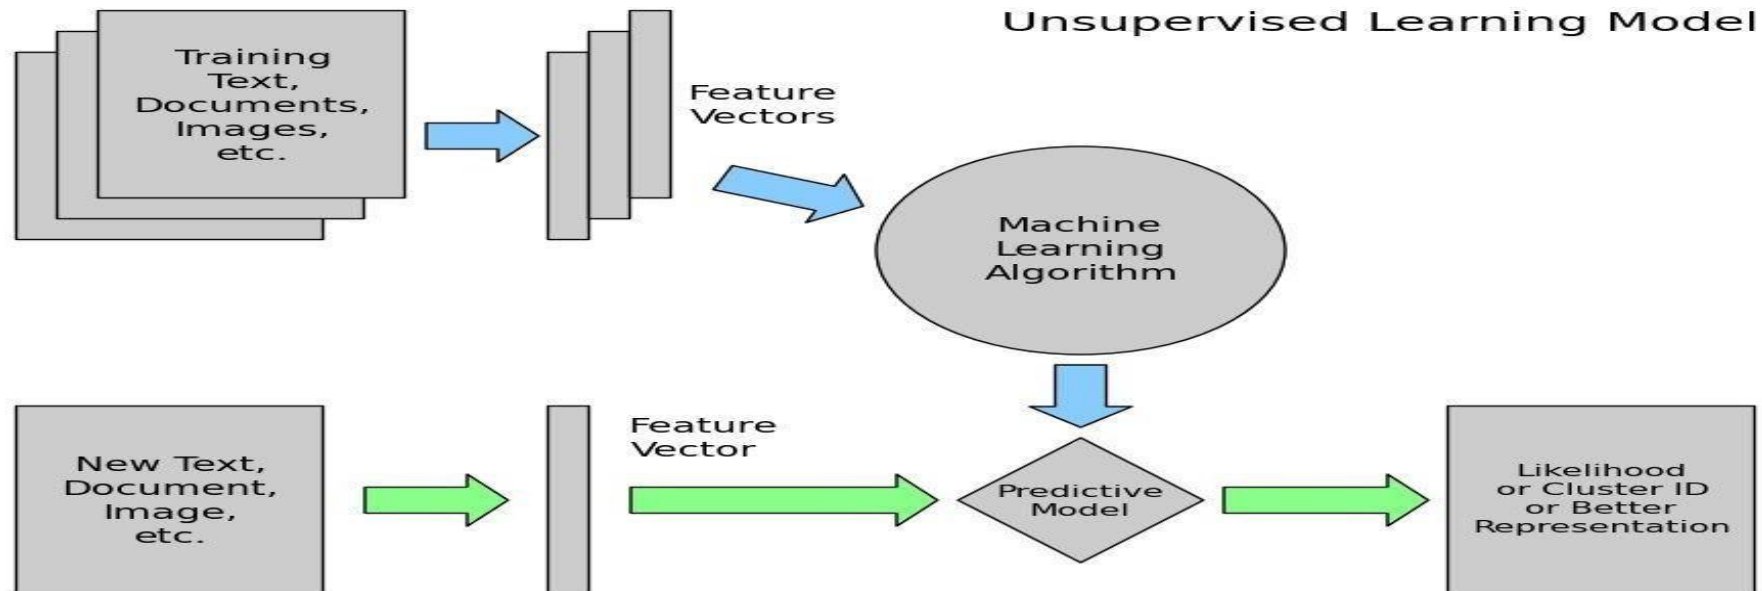 Unsupervised Learning Model
Training
Text,
Documents,
Images,
etc.
Feature
Vectors
Machine
Learning
Algorithm
New Text,
Document,
Image,
etc.
Feature
Vector
Predictive
Model
Likelihood
or Cluster ID
or Better
Representation